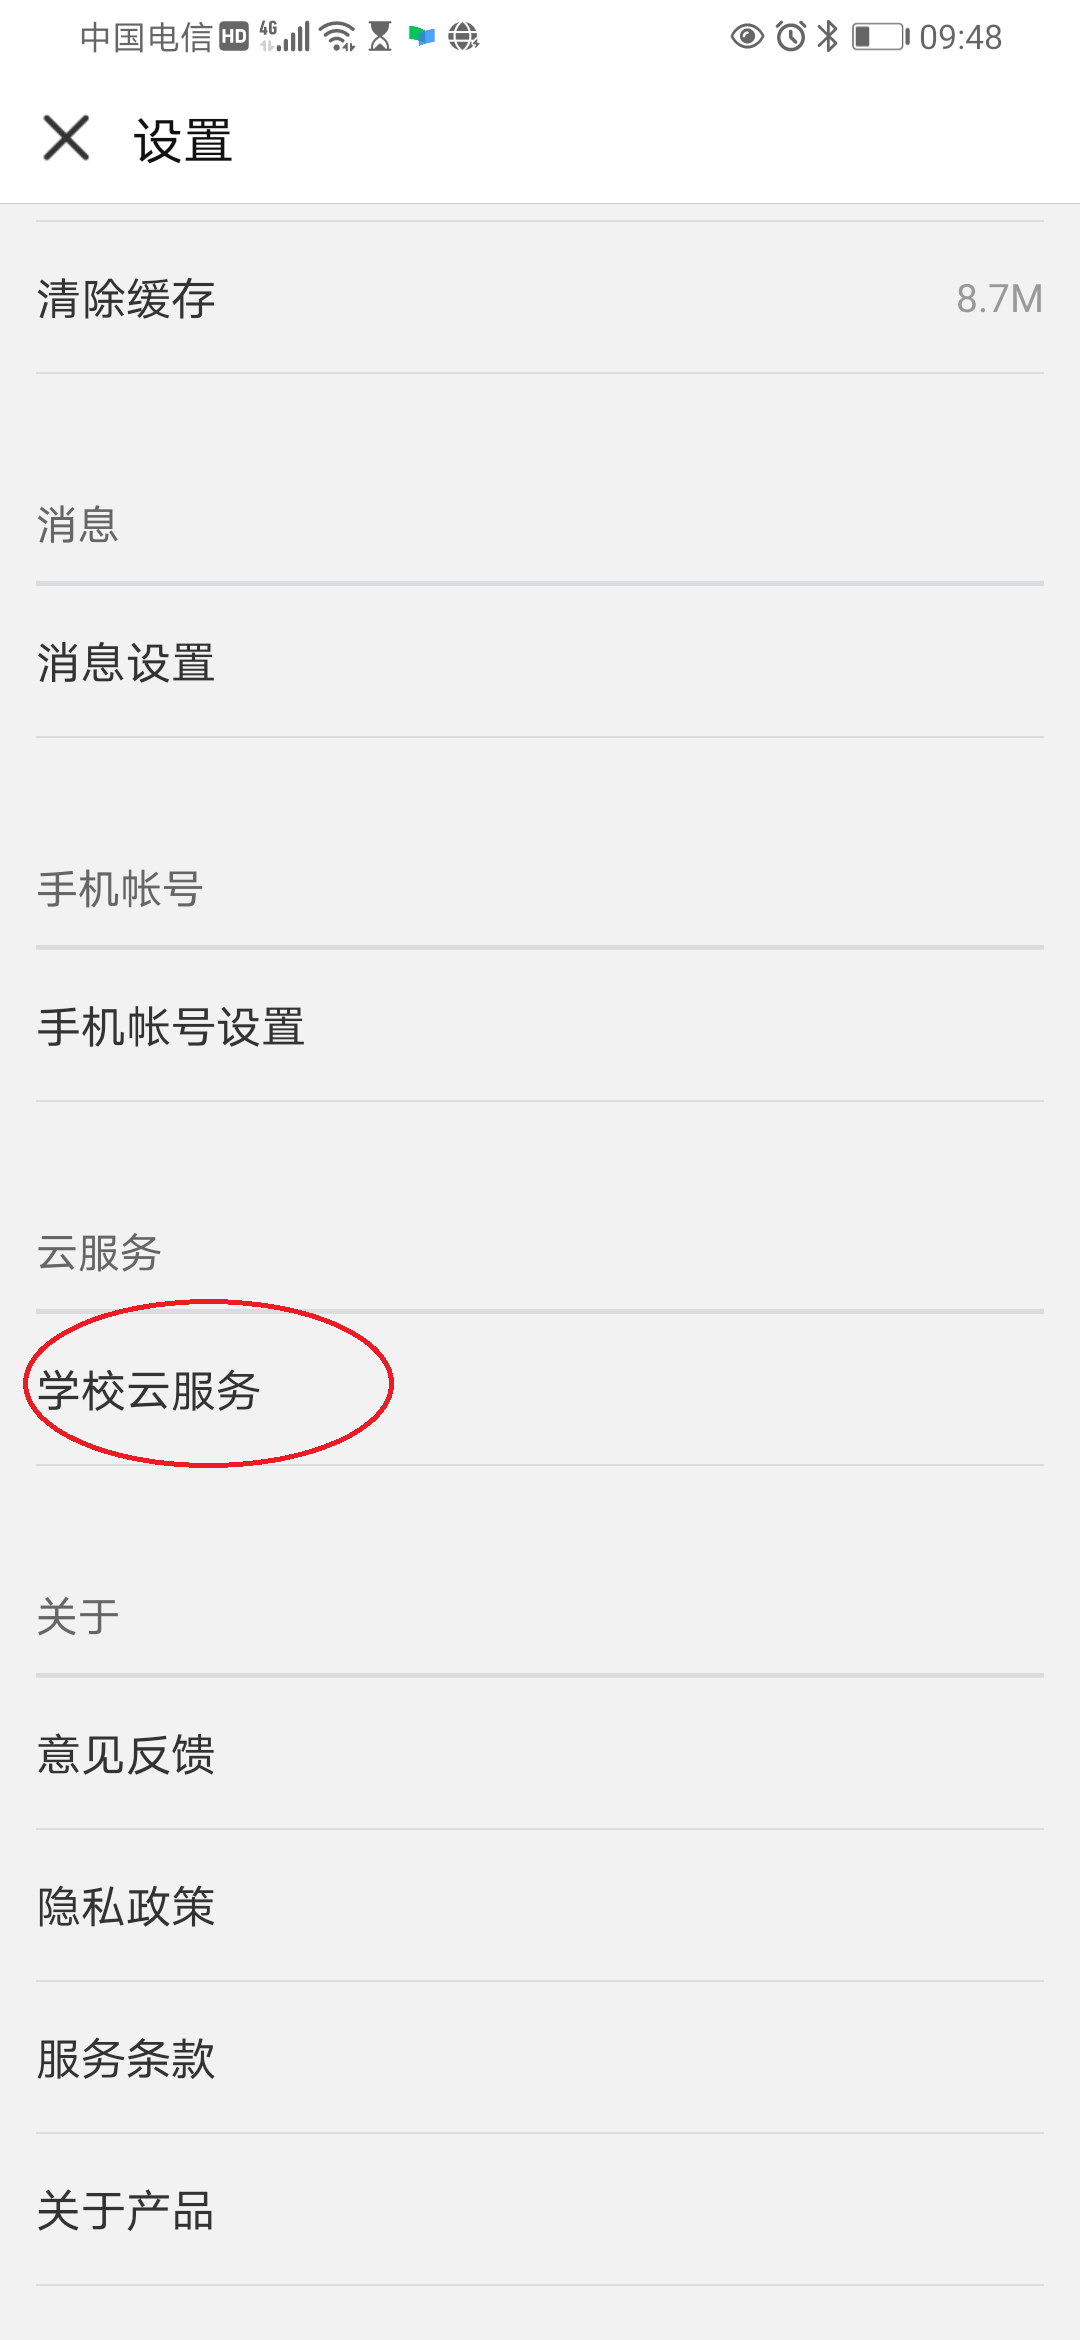 中国电信 HD 4G 09:48
设置
清除缓存 8.7M
消息
消息设置
手机帐号
手机帐号设置
云服务
学校云服务
关于
意见反馈
隐私政策
服务条款
关于产品